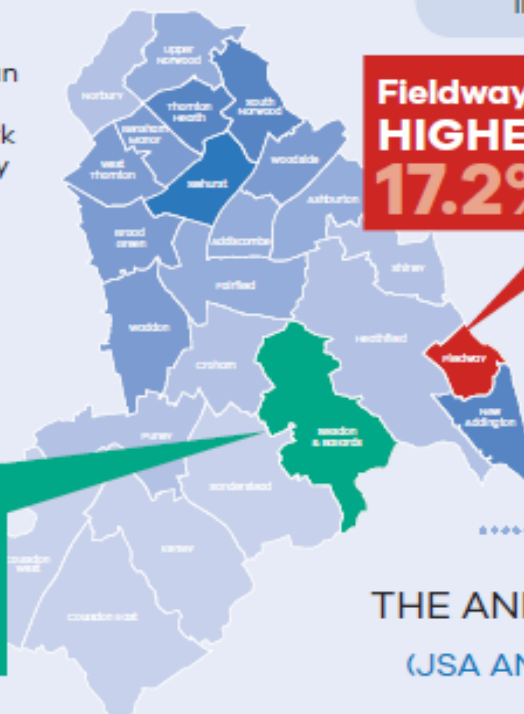 Upper
Norwood
Norbury
Thornton
Heath
South
Norwood
Bensham
Manor
West
Thornton
Selhurst
Woodside
Ashburton
Broad
Green
Addiscombe
Shirley
Fairfield
Waddon
Heathfield
Croham
Fieldway
HIGHE
17.2%
Fieldway
New
Addington
Selsdon
& Ballards
Purley
Sanderstead
Kenley
Coulsdon
West
Coulsdon East
THE AN
(JSA AN